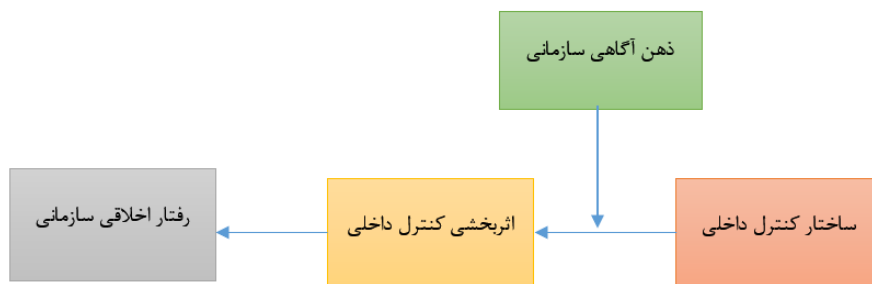 ذهن آگاهی سازمانی
ساختار کنترل داخلی
اثربخشی کنترل داخلی
رفتار اخلاقی سازمانی